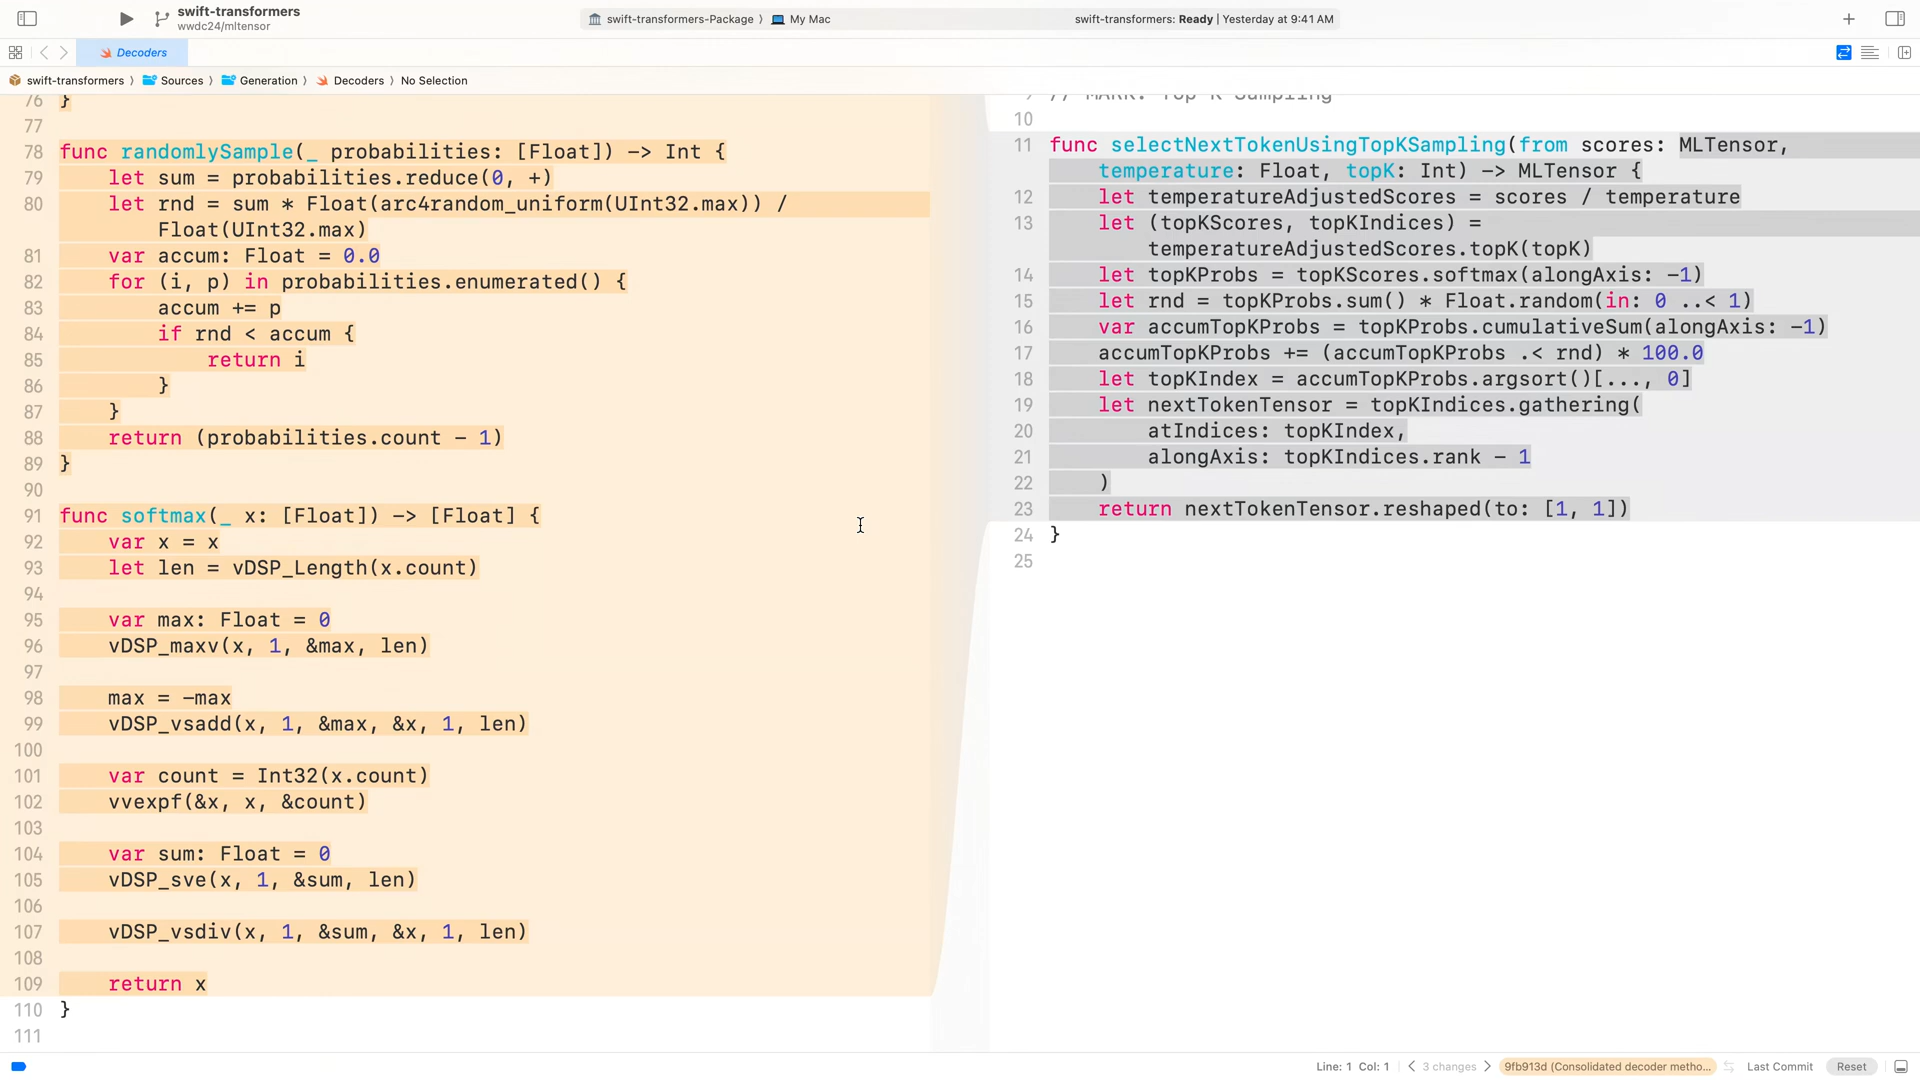 swift-transformers
wwdc24/mltensor
swift-transformers-Package 〉 My Mac
swift-transformers: Ready | Yesterday at 9:41 AM
Decoders
swift-transformers 〉 Sources 〉 Generation 〉 Decoders 〉 No Selection
76 }
77
78 func randomlySample(_ probabilities: [Float]) -> Int {
79     let sum = probabilities.reduce(0, +)
80     let rnd = sum * Float(arc4random_uniform(UInt32.max)) /
        Float(UInt32.max)
81     var accum: Float = 0.0
82     for (i, p) in probabilities.enumerated() {
83         accum += p
84         if rnd < accum {
85             return i
86         }
87     }
88     return (probabilities.count - 1)
89 }
90
91 func softmax(_ x: [Float]) -> [Float] {
92     var x = x
93     let len = vDSP_Length(x.count)
94
95     var max: Float = 0
96     vDSP_maxv(x, 1, &max, len)
97
98     max = -max
99     vDSP_vsadd(x, 1, &max, &x, 1, len)
100
101     var count = Int32(x.count)
102     vvexpf(&x, x, &count)
103
104     var sum: Float = 0
105     vDSP_sve(x, 1, &sum, len)
106
107     vDSP_vsdiv(x, 1, &sum, &x, 1, len)
108
109     return x
110 }
111
9 // MARK: Top K Sampling
10
11 func selectNextTokenUsingTopKSampling(from scores: MLTensor,
    temperature: Float, topK: Int) -> MLTensor {
12     let temperatureAdjustedScores = scores / temperature
13     let (topKScores, topKIndices) =
        temperatureAdjustedScores.topK(topK)
14     let topKProbs = topKScores.softmax(alongAxis: -1)
15     let rnd = topKProbs.sum() * Float.random(in: 0 ..< 1)
16     var accumTopKProbs = topKProbs.cumulativeSum(alongAxis: -1)
17     accumTopKProbs += (accumTopKProbs .< rnd) * 100.0
18     let topKIndex = accumTopKProbs.argsort()[..., 0]
19     let nextTokenTensor = topKIndices.gathering(
20         atIndices: topKIndex,
21         alongAxis: topKIndices.rank - 1
22     )
23     return nextTokenTensor.reshaped(to: [1, 1])
24 }
25
Line: 1 Col: 1
3 changes
9fb913d (Consolidated decoder metho...
Last Commit
Reset